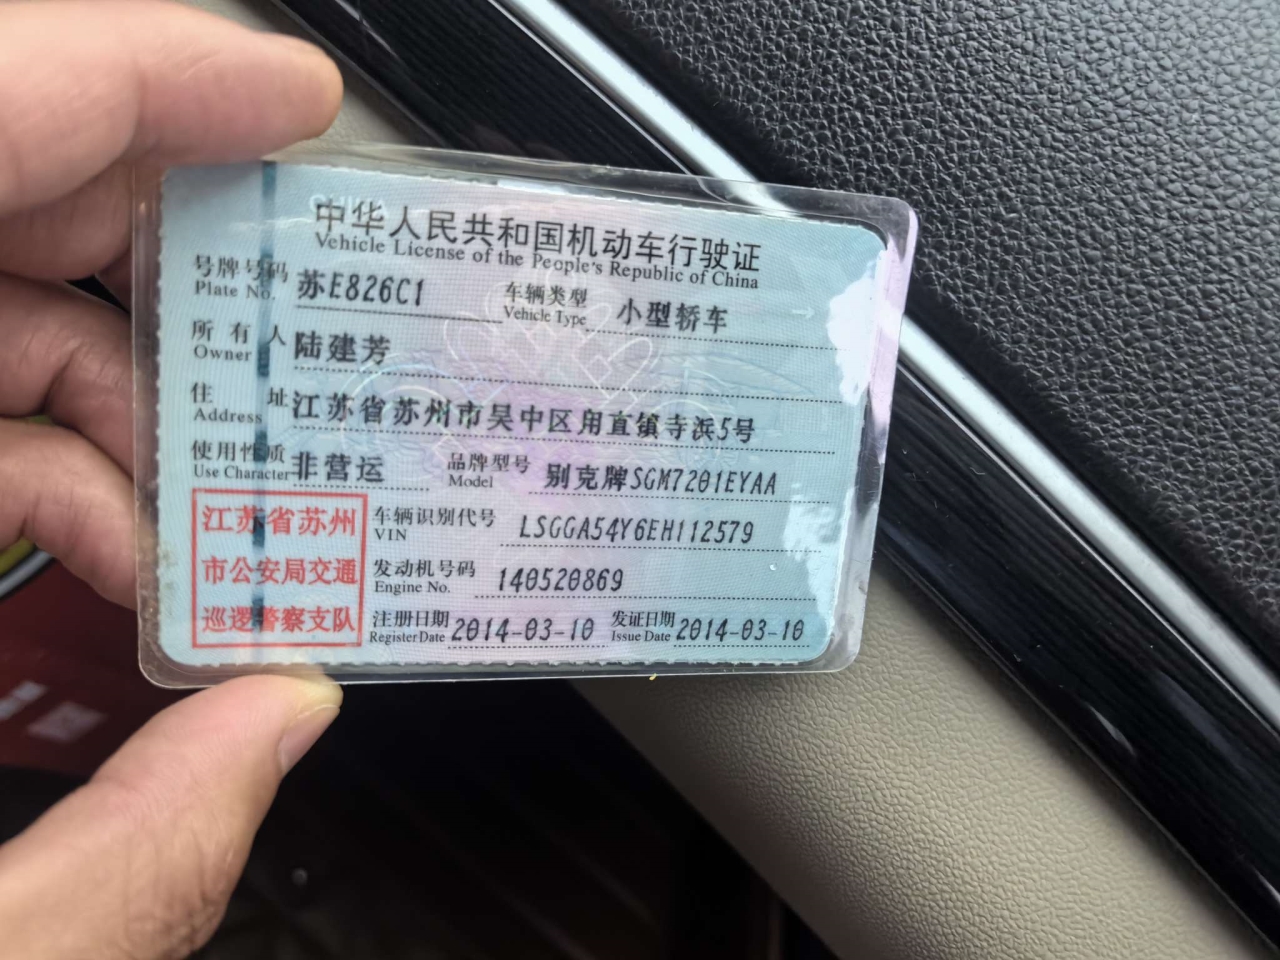 中华人民共和国机动车行驶证
Vehicle License of the People's Republic of China
号牌号码 苏E826C1 车辆类型 小型轿车
Plate No. Vehicle Type
所有人 陆建芳
Owner
住址 江苏省苏州市吴中区甪直镇寺浜5号
Address
使用性质 非营运 品牌型号 别克牌SGM7201EYAA
Use Character Model
江苏省苏州
市公安局交通
巡逻警察支队
车辆识别代号 LSGGA54Y6EH112579
VIN
发动机号码 140520869
Engine No.
注册日期 2014-03-10 发证日期 2014-03-10
Register Date Issue Date